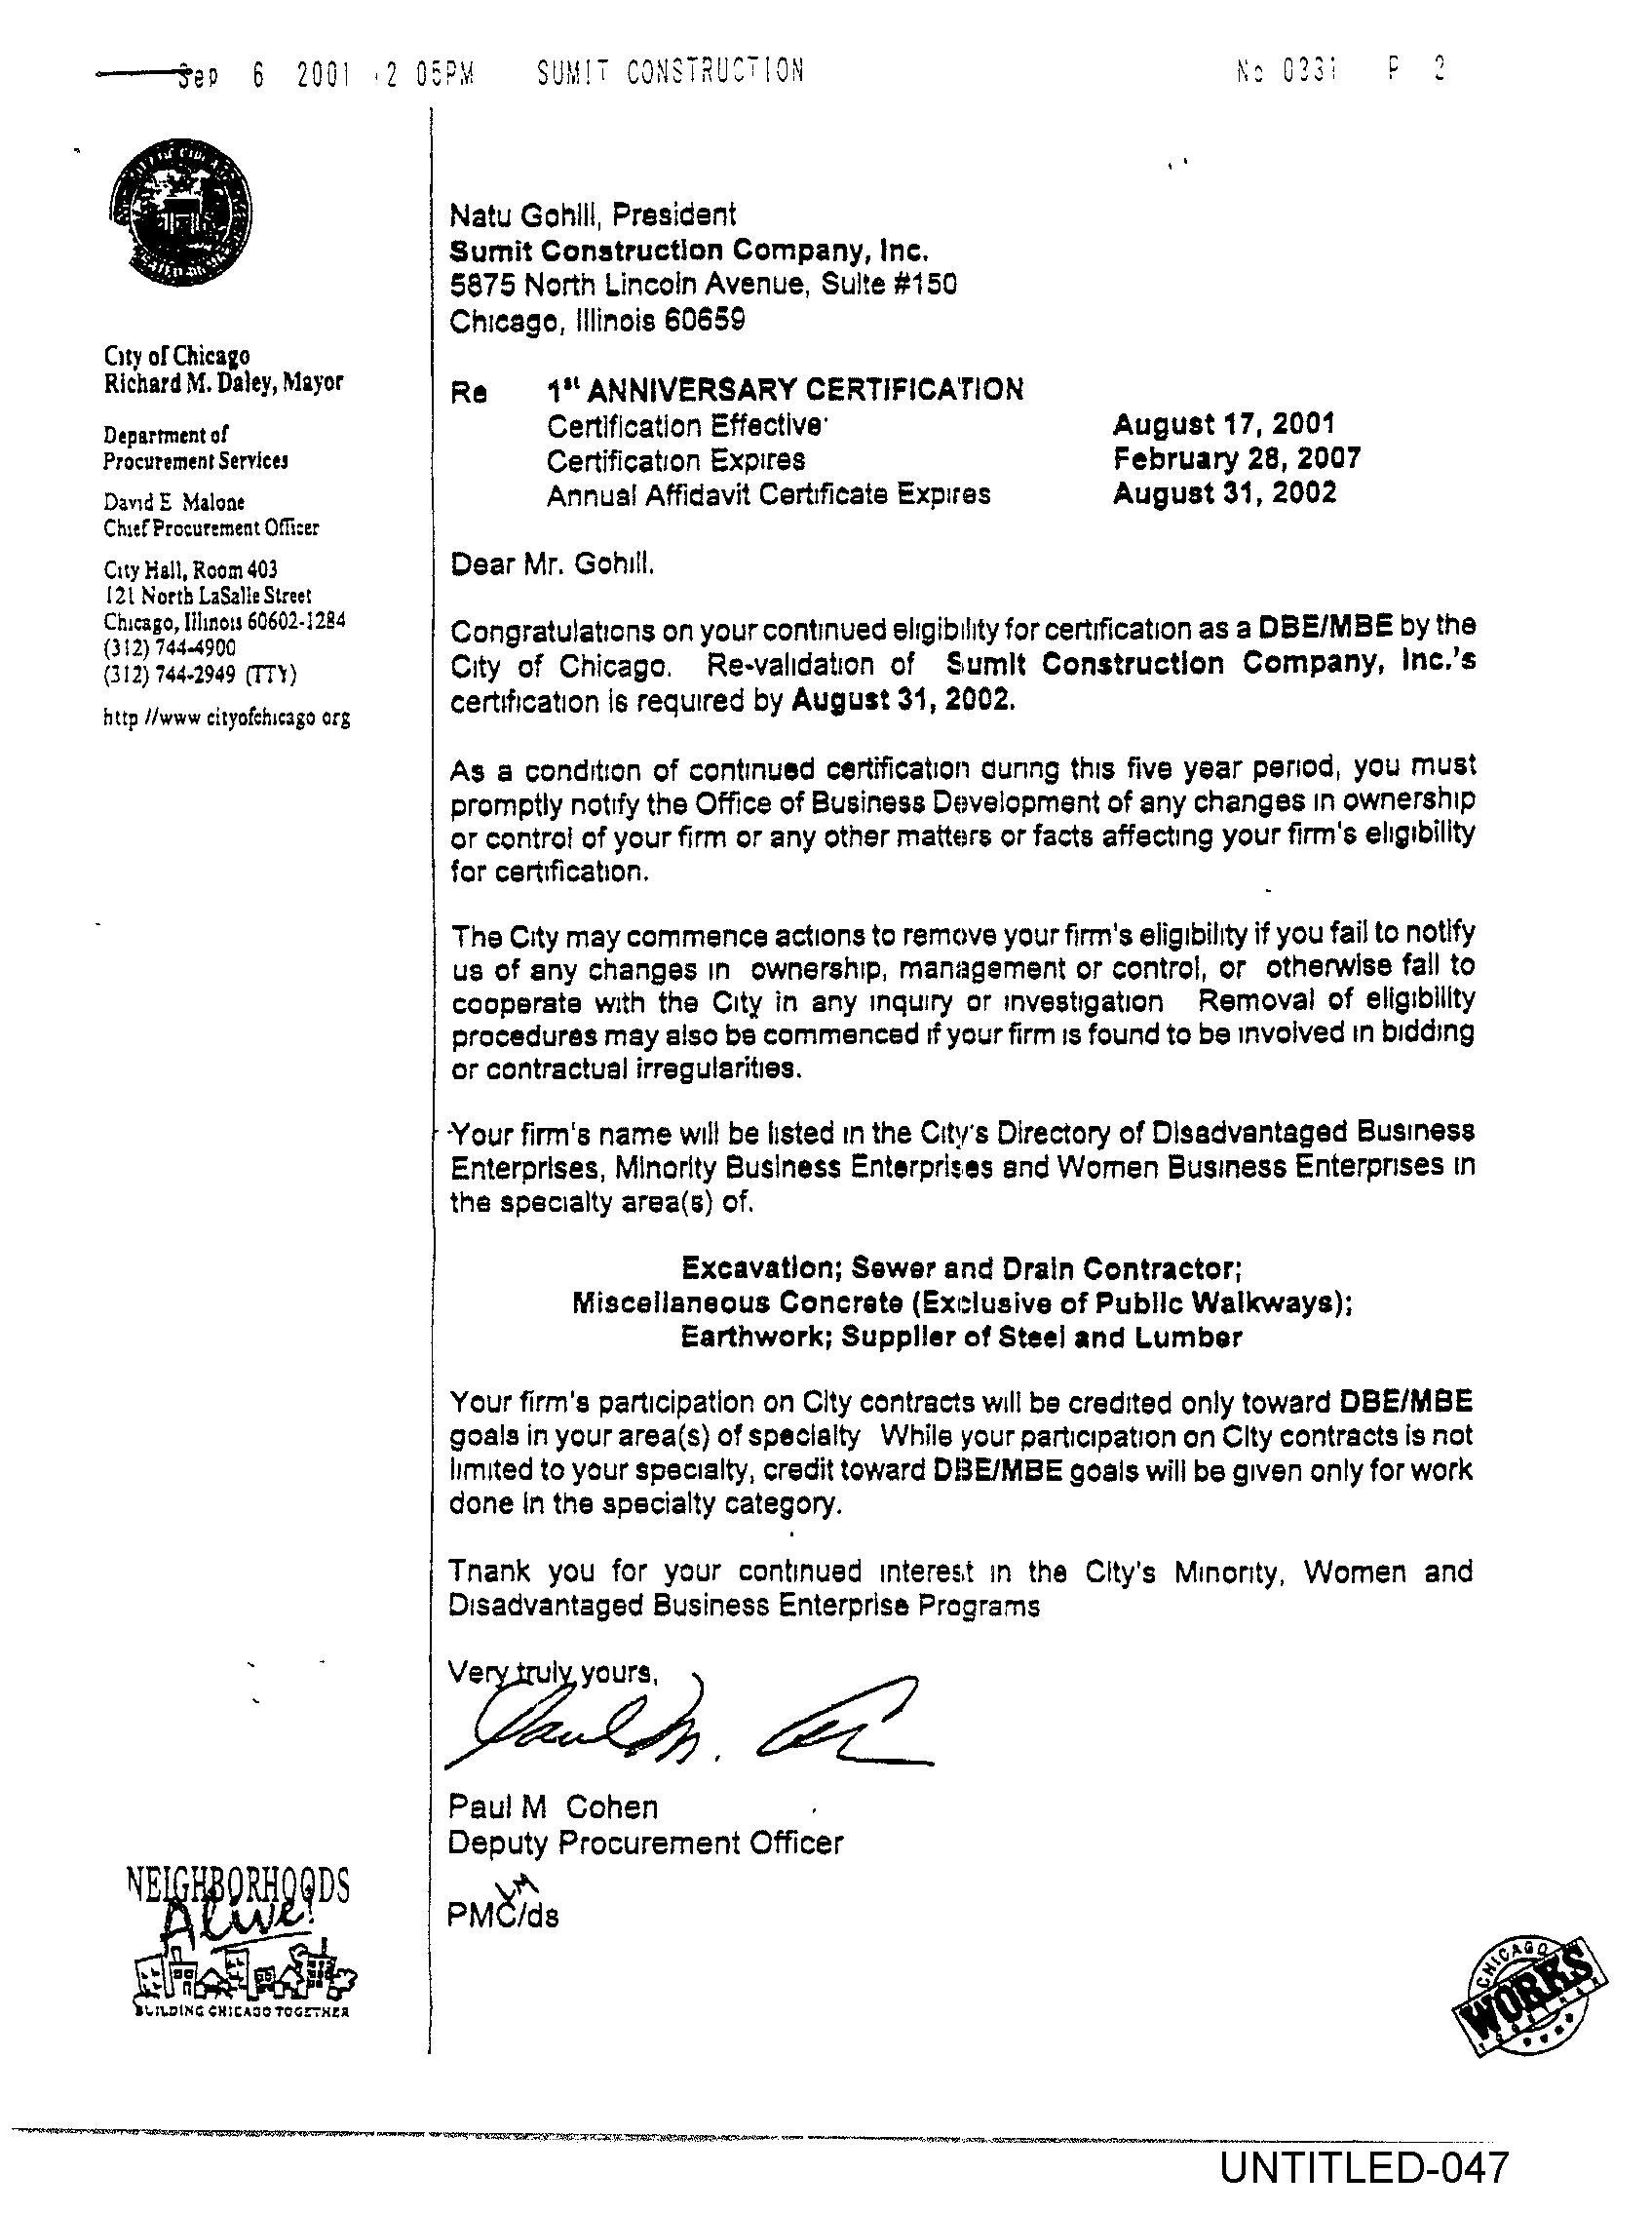 Sep 6 2001 2 05PM SUMIT CONSTRUCTION No 0331 P 2
City of Chicago
Richard M. Daley, Mayor
Department of
Procurement Services
David E Malone
Chief Procurement Officer
City Hall, Room 403
121 North LaSalle Street
Chicago, Illinois 60602-1284
(312) 744-4900
(312) 744-2949 (TTY)
http //www cityofchicago org
Natu Gohill, President
Sumit Construction Company, Inc.
5875 North Lincoln Avenue, Suite #150
Chicago, Illinois 60659
Re 1st ANNIVERSARY CERTIFICATION
Certification Effective: August 17, 2001
Certification Expires February 28, 2007
Annual Affidavit Certificate Expires August 31, 2002
Dear Mr. Gohill.
Congratulations on your continued eligibility for certification as a DBE/MBE by the
City of Chicago. Re-validation of Sumit Construction Company, Inc.'s
certification is required by August 31, 2002.
As a condition of continued certification during this five year period, you must
promptly notify the Office of Business Development of any changes in ownership
or control of your firm or any other matters or facts affecting your firm's eligibility
for certification.
The City may commence actions to remove your firm's eligibility if you fail to notify
us of any changes in ownership, management or control, or otherwise fail to
cooperate with the City in any inquiry or investigation Removal of eligibility
procedures may also be commenced if your firm is found to be involved in bidding
or contractual irregularities.
Your firm's name will be listed in the City's Directory of Disadvantaged Business
Enterprises, Minority Business Enterprises and Women Business Enterprises in
the specialty area(s) of.
Excavation; Sewer and Drain Contractor;
Miscellaneous Concrete (Exclusive of Public Walkways);
Earthwork; Supplier of Steel and Lumber
Your firm's participation on City contracts will be credited only toward DBE/MBE
goals in your area(s) of specialty While your participation on City contracts is not
limited to your specialty, credit toward DBE/MBE goals will be given only for work
done in the specialty category.
Thank you for your continued interest in the City's Minority, Women and
Disadvantaged Business Enterprise Programs
Very truly yours,
Paul M.
Paul M Cohen
Deputy Procurement Officer
PMC/ds
NEIGHBORHOODS
Alive!
BUILDING CHICAGO TOGETHER
CHICAGO
WORKS
UNTITLED-047